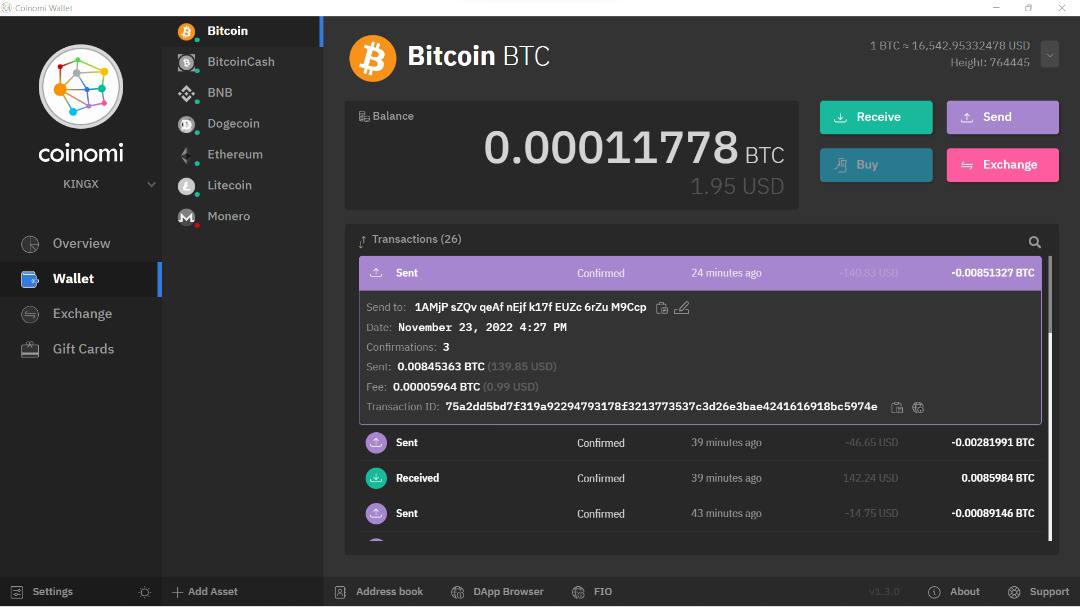 Coinomi Wallet
coinomi
KINGX
Overview
Wallet
Exchange
Gift Cards
Settings
Bitcoin
BitcoinCash
BNB
Dogecoin
Ethereum
Litecoin
Monero
Add Asset
Bitcoin BTC
1 BTC ≈ 16,542.95332478 USD
Height: 764445
Balance
0.00011778 BTC
1.95 USD
Receive
Send
Buy
Exchange
Transactions (26)
Sent Confirmed 24 minutes ago -140.83 USD -0.00851327 BTC
Send to: 1AMjP sZQv qeAf nEjf k17f EUZc 6rZu M9Ccp
Date: November 23, 2022 4:27 PM
Confirmations: 3
Sent: 0.00845363 BTC (139.85 USD)
Fee: 0.00005964 BTC (0.99 USD)
Transaction ID: 75a2dd5bd7f319a92294793178f3213773537c3d26e3bae4241616918bc5974e
Sent Confirmed 39 minutes ago -46.65 USD -0.00281991 BTC
Received Confirmed 39 minutes ago 142.24 USD 0.0085984 BTC
Sent Confirmed 43 minutes ago -14.75 USD -0.00089146 BTC
Address book
DApp Browser
FIO
v1.3.0
About
Support